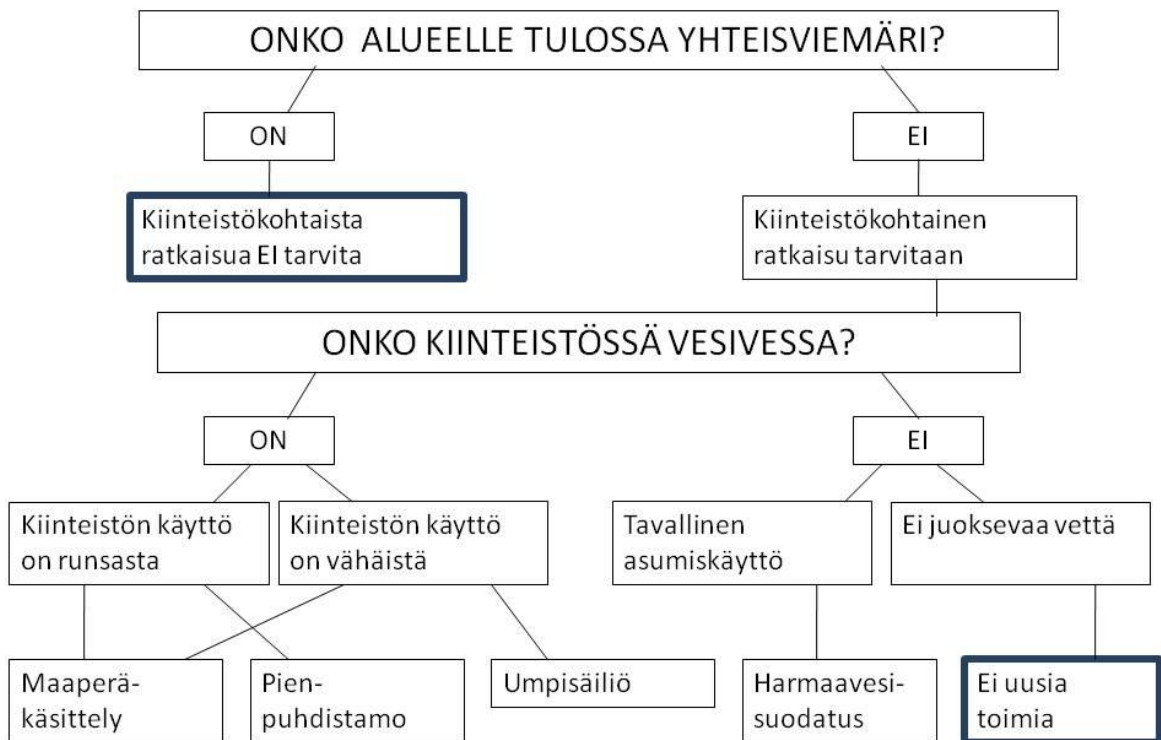 ONKO ALUEELLE TULOSSA YHTEISVIEMÄRI?
ON
EI
Kiinteistökohtaista
ratkaisua EI tarvita
Kiinteistökohtainen
ratkaisu tarvitaan
ONKO KIINTEISTÖSSÄ VESIVESSA?
ON
EI
Kiinteistön käyttö
on runsasta
Kiinteistön käyttö
on vähäistä
Tavallinen
asumiskäyttö
Ei juoksevaa vettä
Maaperä-
käsittely
Pien-
puhdistamo
Umpisäiliö
Harmaavesi-
suodatus
Ei uusia
toimia